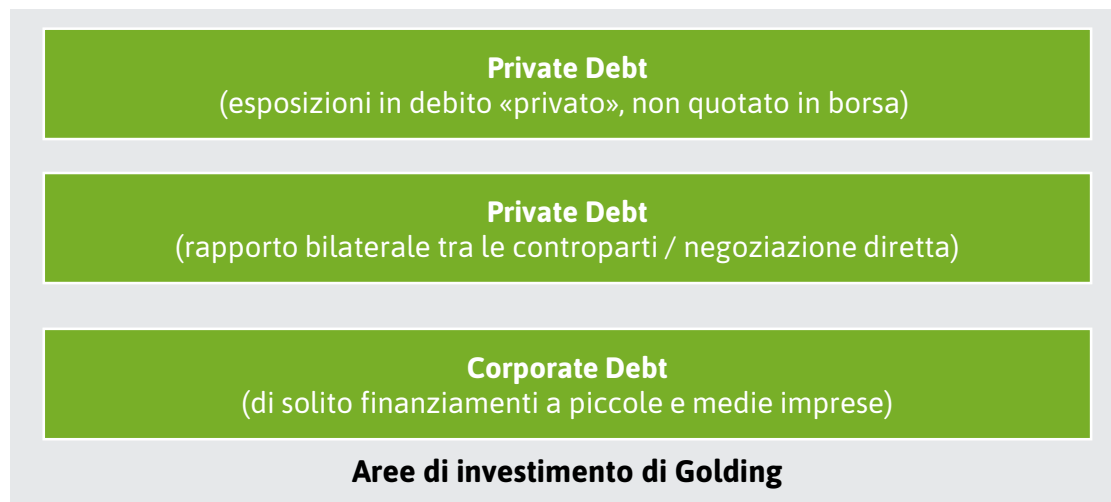 Private Debt
(esposizioni in debito «privato», non quotato in borsa)
Private Debt
(rapporto bilaterale tra le controparti / negoziazione diretta)
Corporate Debt
(di solito finanziamenti a piccole e medie imprese)
Aree di investimento di Golding